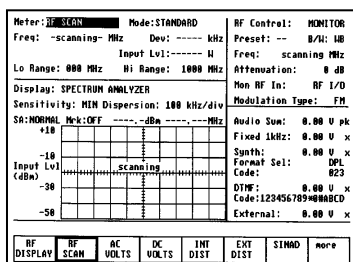 Meter:RF SCAN Mode:STANDARD
Freq: -scanning- MHz Dev: ----- kHz
Input Lvl:------ W
Lo Range: 000 MHz Hi Range: 1000 MHz
Display: SPECTRUM ANALYZER
Sensitivity: MIN Dispersion: 100 kHz/div
SA:NORMAL Mrk:OFF ----.-dBm ----.---MHz
+10
-10
Input Lvl
(dBm)
scanning
-30
-50
RF Control: MONITOR
Preset: -- B/W: WB
Freq: scanning MHz
Attenuation: 0 dB
Mon RF In: RF I/O
Modulation Type: FM
Audio Sum: 0.00 V pk
Fixed 1kHz: 0.00 V x
Synth: 0.00 V x
Format Sel: DPL
Code: 023
DTMF: 0.00 V x
Code:123456789*0#ABCD
External: 0.00 V x
RF DISPLAY
RF SCAN
AC VOLTS
DC VOLTS
INT DIST
EXT DIST
SINAD
more